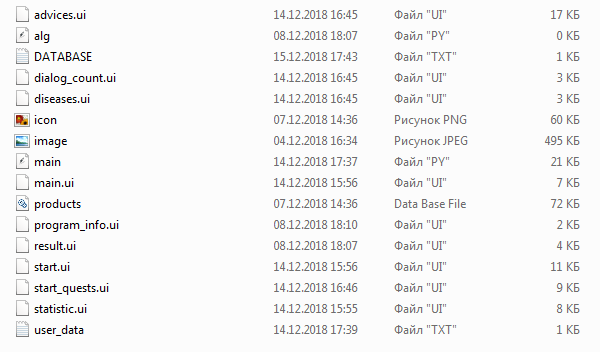 advices.ui 14.12.2018 16:45 Файл "UI" 17 КБ
alg 08.12.2018 18:07 Файл "PY" 0 КБ
DATABASE 15.12.2018 17:43 Файл "TXT" 1 КБ
dialog_count.ui 14.12.2018 16:45 Файл "UI" 3 КБ
diseases.ui 14.12.2018 16:45 Файл "UI" 3 КБ
icon 07.12.2018 14:36 Рисунок PNG 60 КБ
image 04.12.2018 16:34 Рисунок JPEG 495 КБ
main 14.12.2018 17:37 Файл "PY" 21 КБ
main.ui 14.12.2018 15:56 Файл "UI" 7 КБ
products 07.12.2018 14:36 Data Base File 72 КБ
program_info.ui 08.12.2018 18:10 Файл "UI" 2 КБ
result.ui 08.12.2018 18:07 Файл "UI" 4 КБ
start.ui 14.12.2018 15:56 Файл "UI" 11 КБ
start_quests.ui 14.12.2018 16:46 Файл "UI" 9 КБ
statistic.ui 14.12.2018 15:55 Файл "UI" 8 КБ
user_data 14.12.2018 17:39 Файл "TXT" 1 КБ